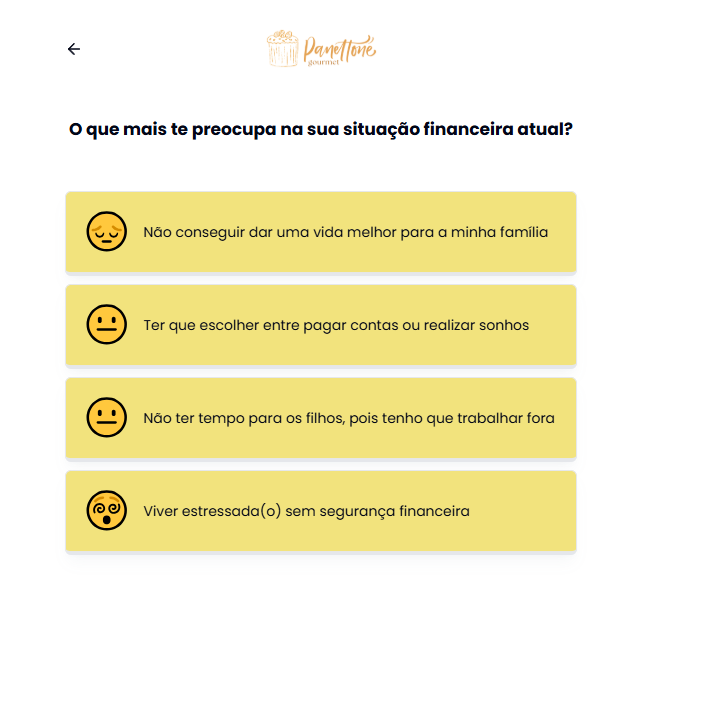 Panettone
gourmet
O que mais te preocupa na sua situação financeira atual?
Não conseguir dar uma vida melhor para a minha família
Ter que escolher entre pagar contas ou realizar sonhos
Não ter tempo para os filhos, pois tenho que trabalhar fora
Viver estressada(o) sem segurança financeira